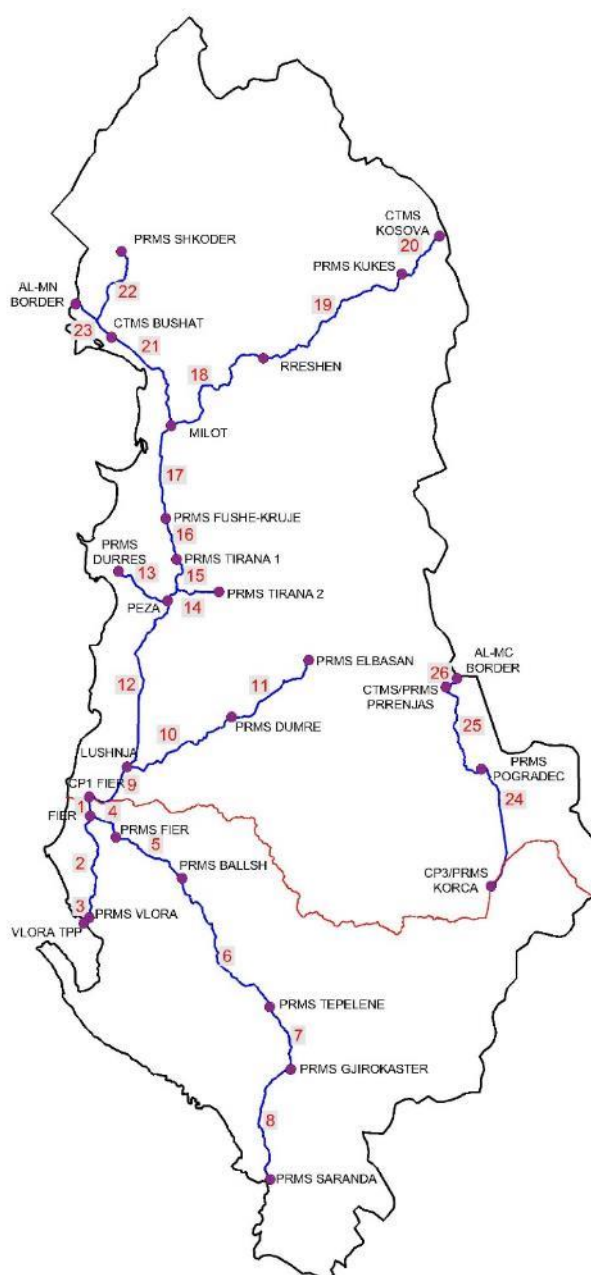 CTMS
KOSOVA
20
PRMS SHKODER
PRMS KUKES
AL-MN
BORDER
22
19
23
CTMS BUSHAT
21
18
RRESHEN
MILOT
17
PRMS FUSHE-KRUJE
16
PRMS
DURRES
PRMS TIRANA 1
13
15
PRMS TIRANA 2
PEZA
14
PRMS ELBASAN
AL-MC
BORDER
26
CTMS/PRMS
PRRENJAS
12
11
10
PRMS DUMRE
25
LUSHNJA
9
PRMS
POGRADEC
CP1 FIER
24
1
4
FIER
PRMS FIER
5
2
PRMS BALLSH
CP3/PRMS
KORCA
3
PRMS VLORA
VLORA TPP
6
PRMS TEPELENE
7
PRMS GJIROKASTER
8
PRMS SARANDA